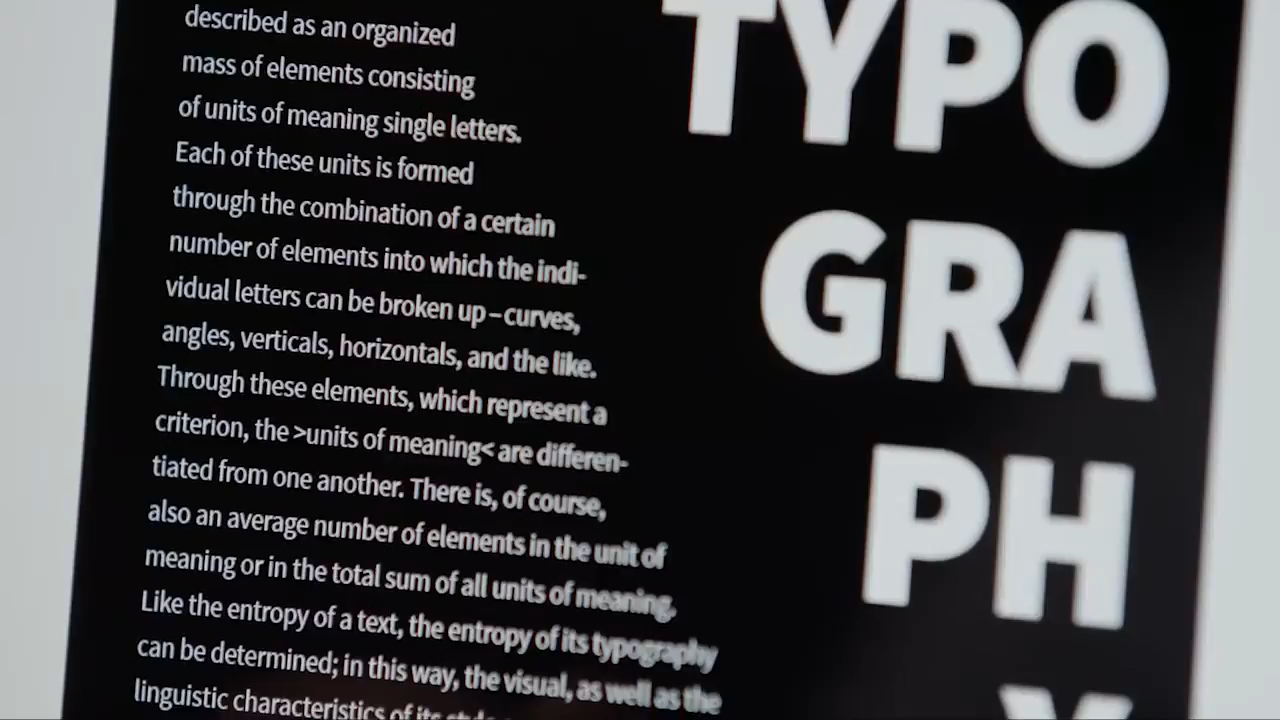 described as an organized
mass of elements consisting
of units of meaning single letters.
Each of these units is formed
through the combination of a certain
number of elements into which the indi-
vidual letters can be broken up – curves,
angles, verticals, horizontals, and the like.
Through these elements, which represent a
criterion, the >units of meaning< are differen-
tiated from one another. There is, of course,
also an average number of elements in the unit of
meaning or in the total sum of all units of meaning.
Like the entropy of a text, the entropy of its typography
can be determined; in this way, the visual, as well as the
linguistic characteristics of its
TYPO
GRA
PH
Y